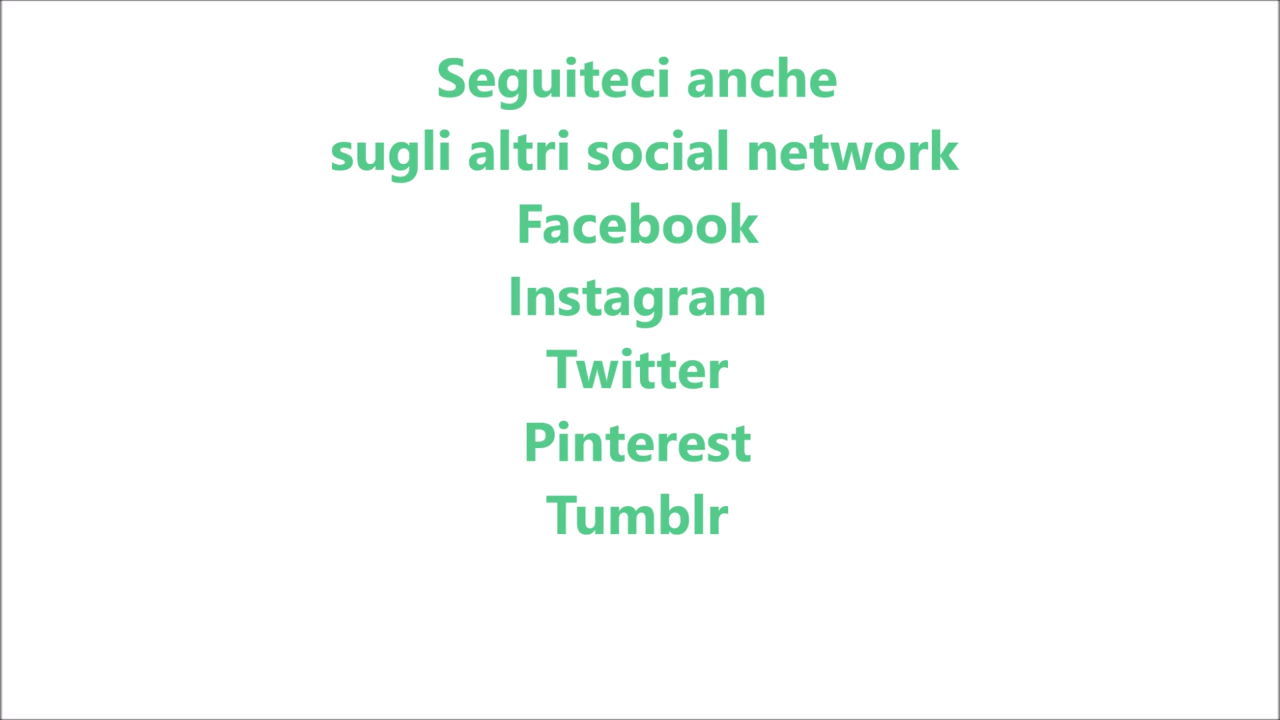 Seguiteci anche
sugli altri social network
Facebook
Instagram
Twitter
Pinterest
Tumblr